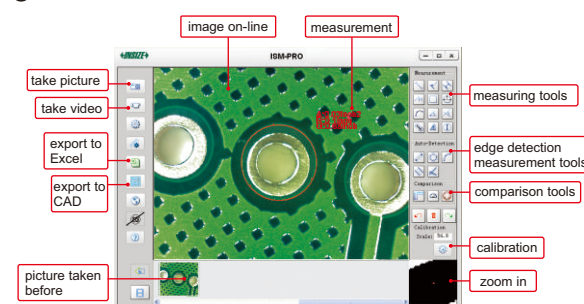 image on-line
measurement
INSIZE
ISM-PRO
take picture
take video
export to
Excel
export to
CAD
picture taken
before
Measurement
measuring tools
Auto-Detection
edge detection
measurement tools
Comparison
comparison tools
Calibration
Scale:
calibration
zoom in